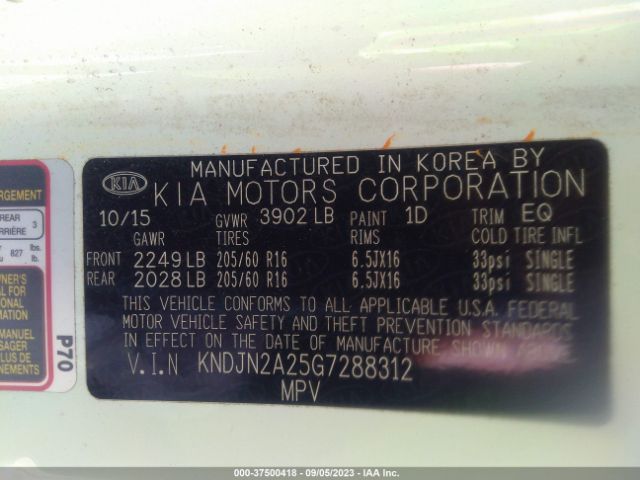 MANUFACTURED IN KOREA BY
KIA KIA MOTORS CORPORATION
10/15 GVWR 3902 LB PAINT 1D TRIM EQ
GAWR TIRES RIMS COLD TIRE INFL
FRONT 2249 LB 205/60 R16 6.5JX16 33psi SINGLE
REAR 2028 LB 205/60 R16 6.5JX16 33psi SINGLE
THIS VEHICLE CONFORMS TO ALL APPLICABLE U.S.A. FEDERAL
MOTOR VEHICLE SAFETY AND THEFT PREVENTION STANDARDS
IN EFFECT ON THE DATE OF MANUFACTURE SHOWN
V.I.N KNDJN2A25G7288312
MPV
REAR 3
827 lbs.
lb.
P70
000-37500418 - 09/05/2023 - IAA Inc.